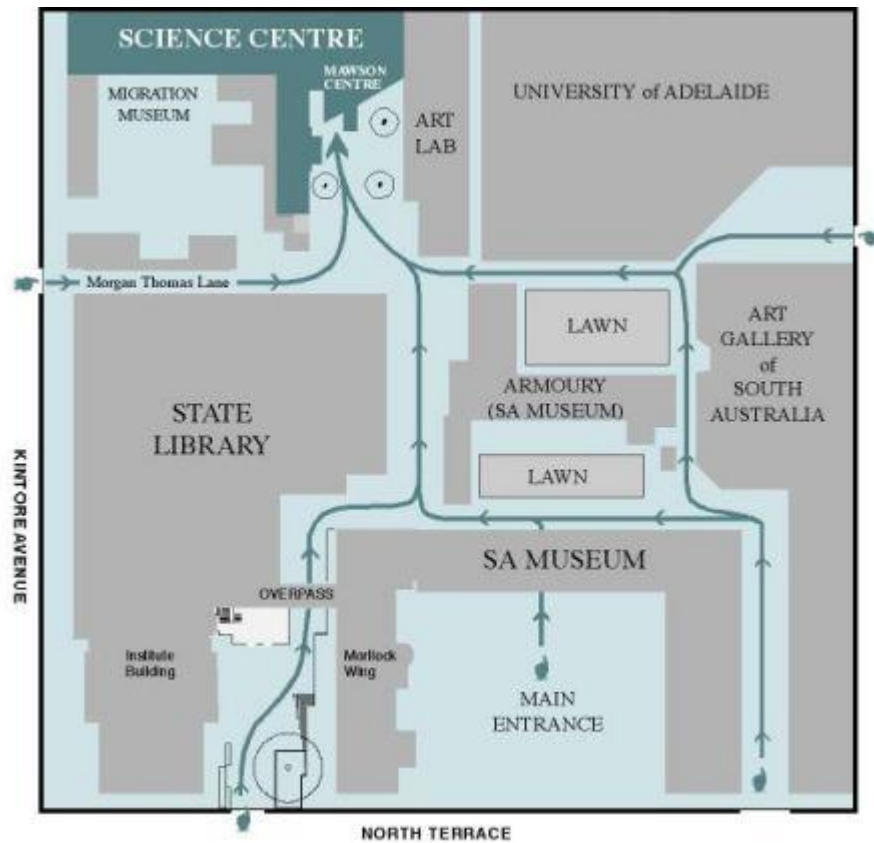 SCIENCE CENTRE
MAWSON
CENTRE
MIGRATION
MUSEUM
ART
LAB
UNIVERSITY of ADELAIDE
Morgan Thomas Lane
LAWN
ART
GALLERY
of
SOUTH
AUSTRALIA
ARMOURY
(SA MUSEUM)
STATE
LIBRARY
LAWN
KINTORE AVENUE
SA MUSEUM
OVERPASS
Institute
Building
Mortlock
Wing
MAIN
ENTRANCE
NORTH TERRACE